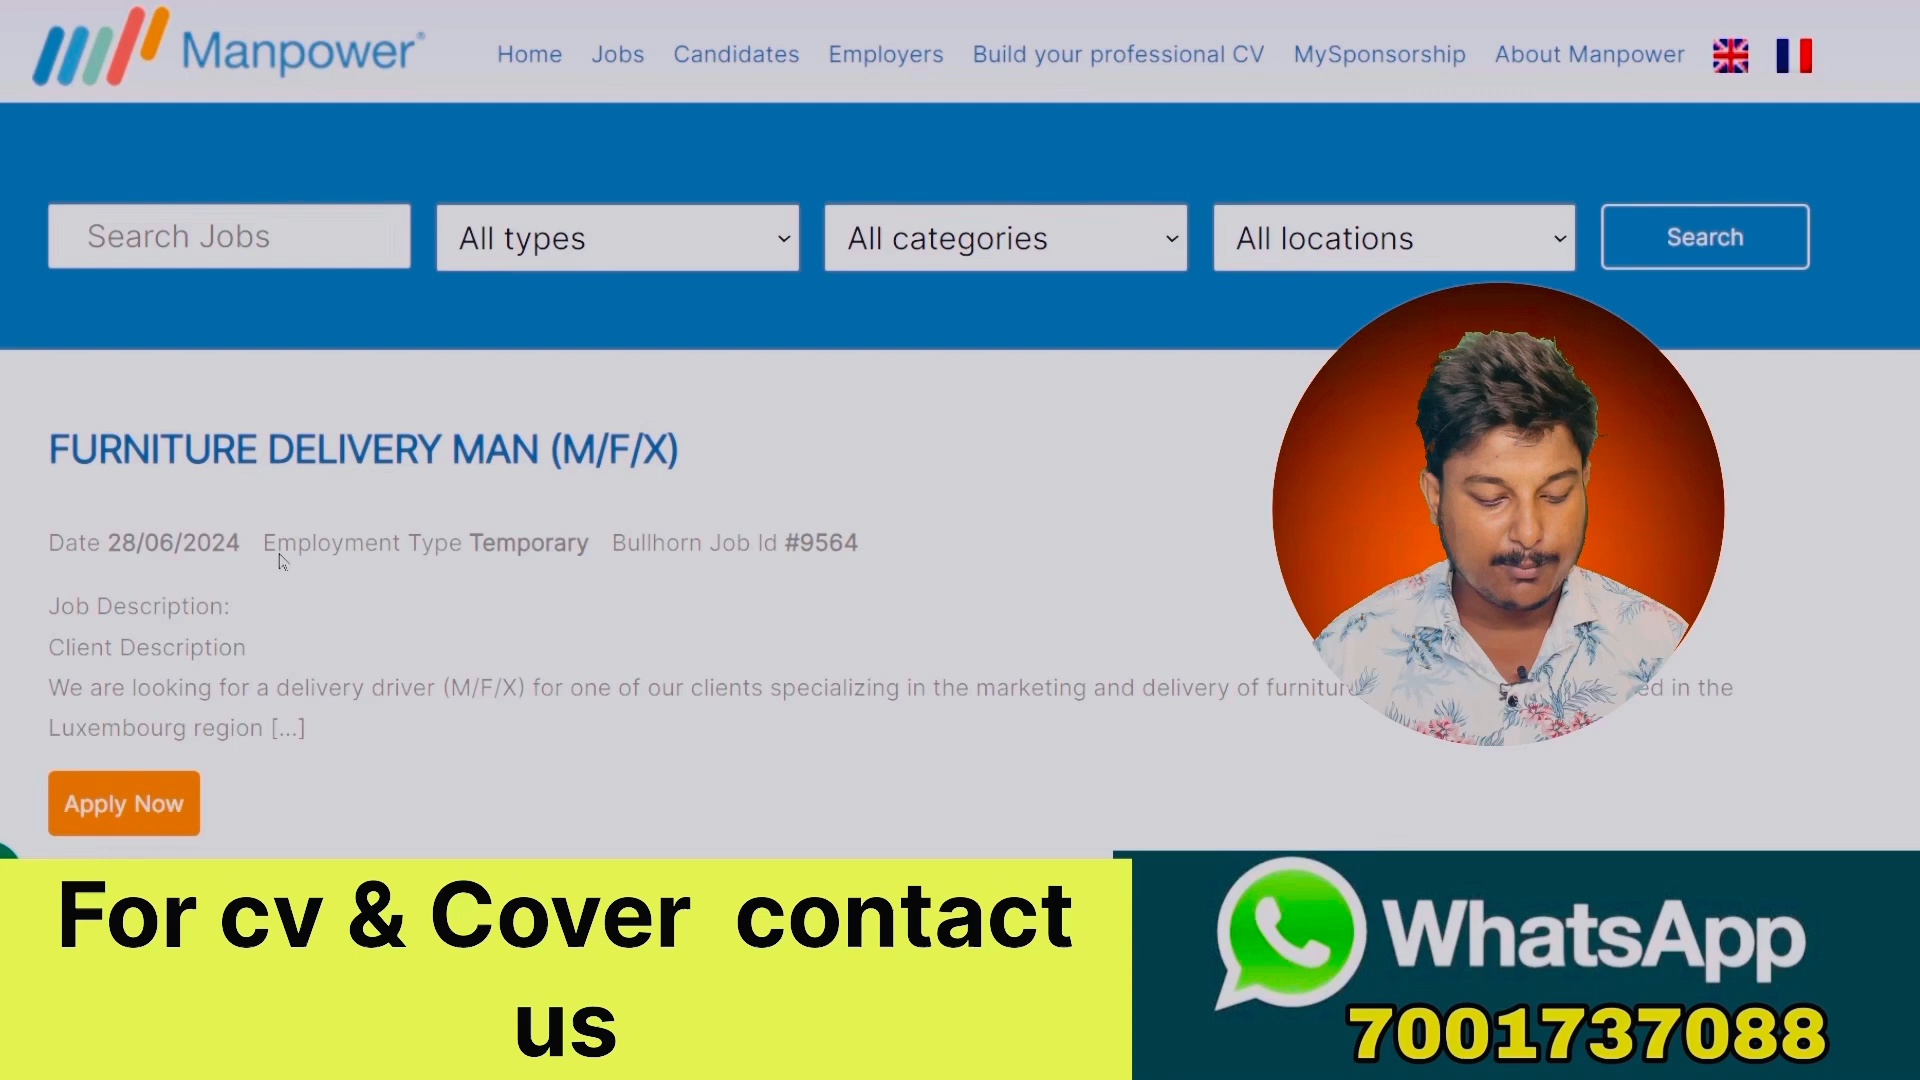 Manpower®
Home Jobs Candidates Employers Build your professional CV MySponsorship About Manpower
Search Jobs All types All categories All locations Search
FURNITURE DELIVERY MAN (M/F/X)
Date 28/06/2024 Employment Type Temporary Bullhorn Job Id #9564
Job Description:
Client Description
We are looking for a delivery driver (M/F/X) for one of our clients specializing in the marketing and delivery of in the
Luxembourg region [...]
Apply Now
For cv & Cover contact
us
WhatsApp
7001737088